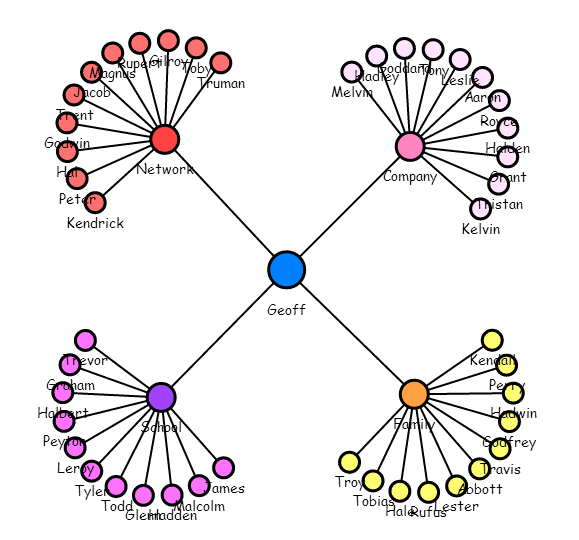 Gilroy
Rupert
Toby
Magnus
Truman
Jacob
Trent
Godwin
Network
Hal
Peter
Kendrick
Goddard
Tony
Hadley
Leslie
Melvin
Aaron
Royce
Halden
Company
Grant
Tristan
Kelvin
Geoff
Trevor
Graham
Halbert
School
Peyton
Leroy
Tyler
Todd
Glenn
Hadden
Malcolm
James
Kendall
Perry
Hadwin
Family
Godfrey
Travis
Abbott
Lester
Rufus
Hale
Tobias
Troy